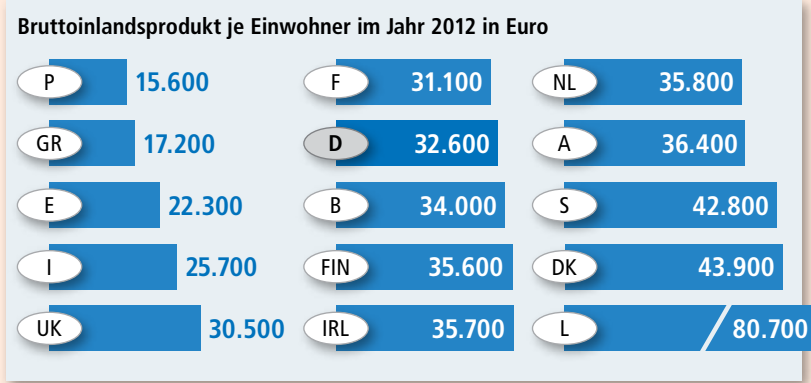 Bruttoinlandsprodukt je Einwohner im Jahr 2012 in Euro
P 15.600
GR 17.200
E 22.300
I 25.700
UK 30.500
F 31.100
D 32.600
B 34.000
FIN 35.600
IRL 35.700
NL 35.800
A 36.400
S 42.800
DK 43.900
L 80.700